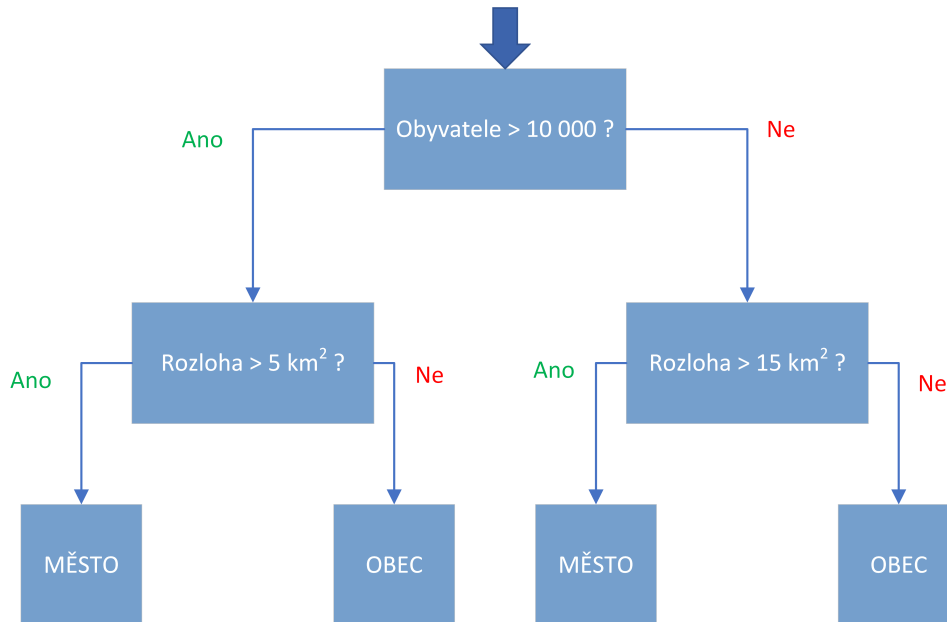 Obyvatele > 10 000 ?
Ano
Ne
Rozloha > 5 km² ?
Rozloha > 15 km² ?
Ano
Ne
Ano
Ne
MĚSTO
OBEC
MĚSTO
OBEC